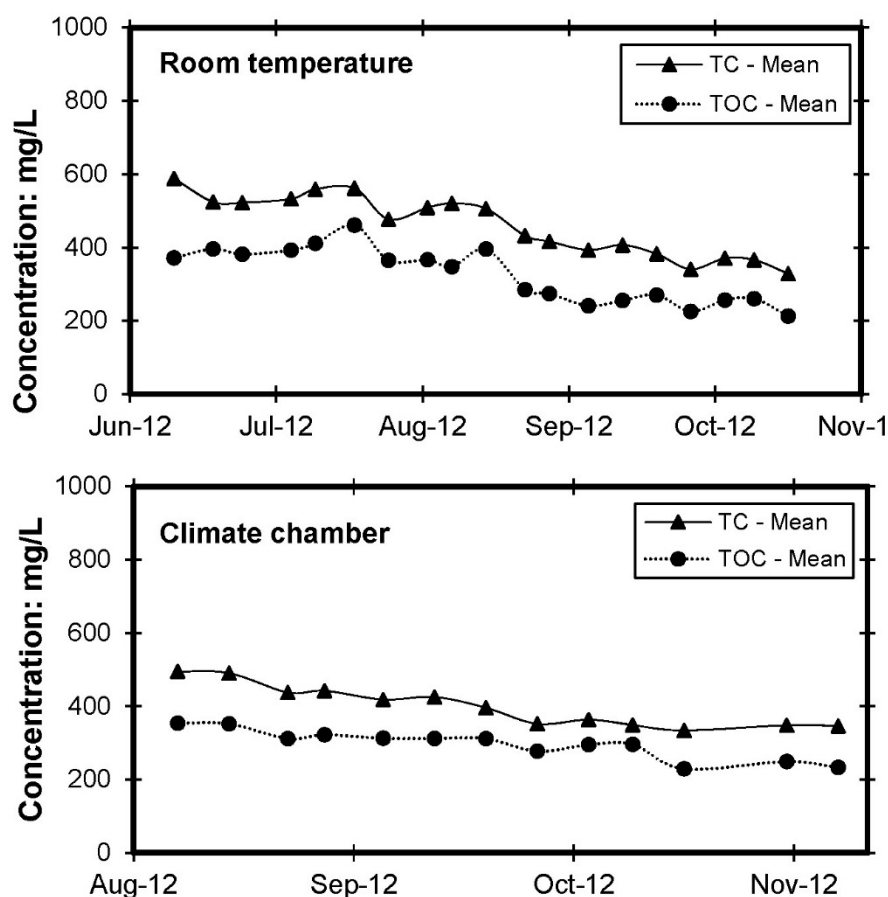 1000
Room temperature
TC - Mean
TOC - Mean
800
600
400
200
0
Concentration: mg/L
Jun-12 Jul-12 Aug-12 Sep-12 Oct-12 Nov-1
1000
Climate chamber
TC - Mean
TOC - Mean
800
600
400
200
0
Concentration: mg/L
Aug-12 Sep-12 Oct-12 Nov-12